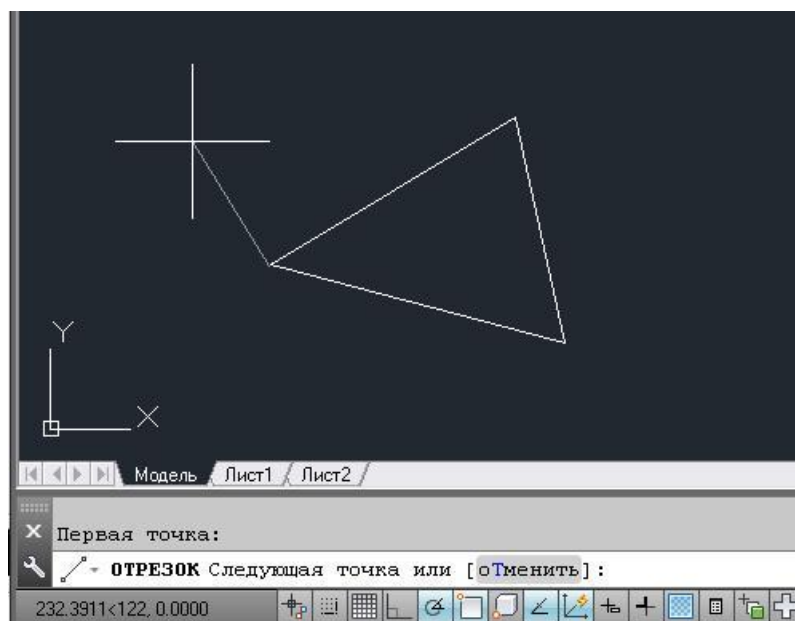 Y
X
Модель Лист1 Лист2
Первая точка:
ОТРЕЗОК Следующая точка или [оТменить]:
232.3911<122, 0.0000